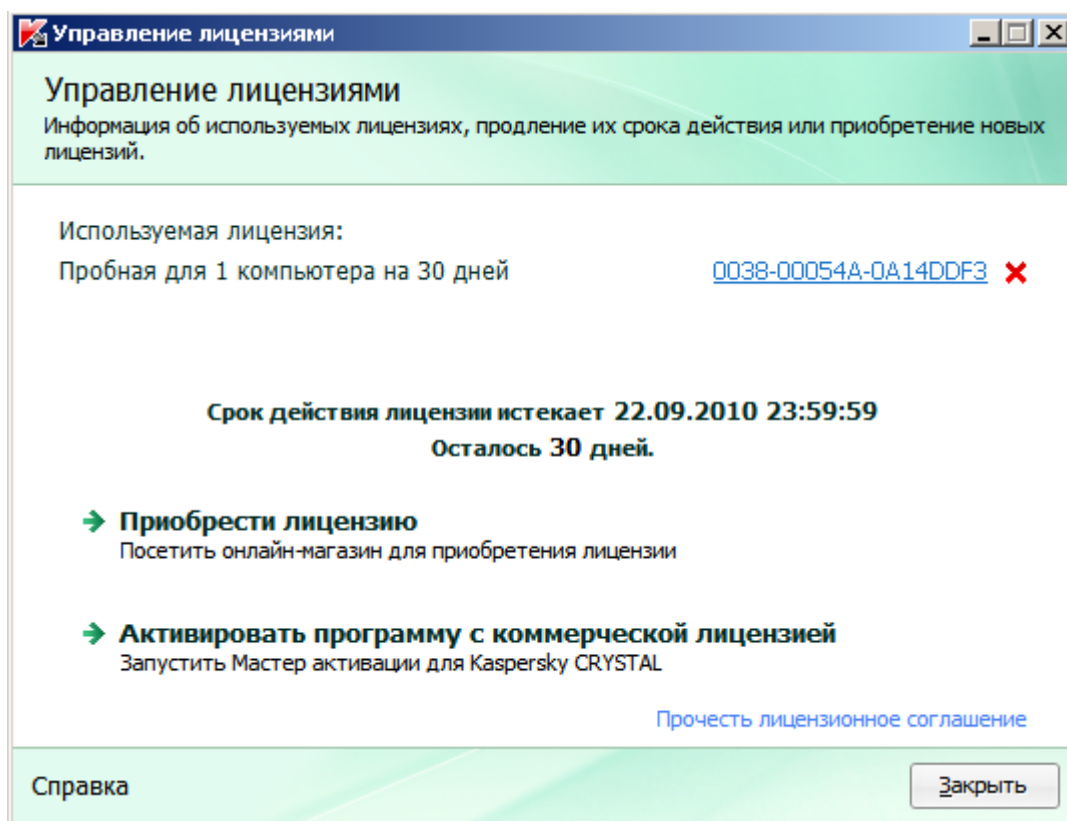 Управление лицензиями
Управление лицензиями
Информация об используемых лицензиях, продление их срока действия или приобретение новых
лицензий.
Используемая лицензия:
Пробная для 1 компьютера на 30 дней 0038-00054A-0A14DDF3
Срок действия лицензии истекает 22.09.2010 23:59:59
Осталось 30 дней.
Приобрести лицензию
Посетить онлайн-магазин для приобретения лицензии
Активировать программу с коммерческой лицензией
Запустить Мастер активации для Kaspersky CRYSTAL
Прочесть лицензионное соглашение
Справка Закрыть